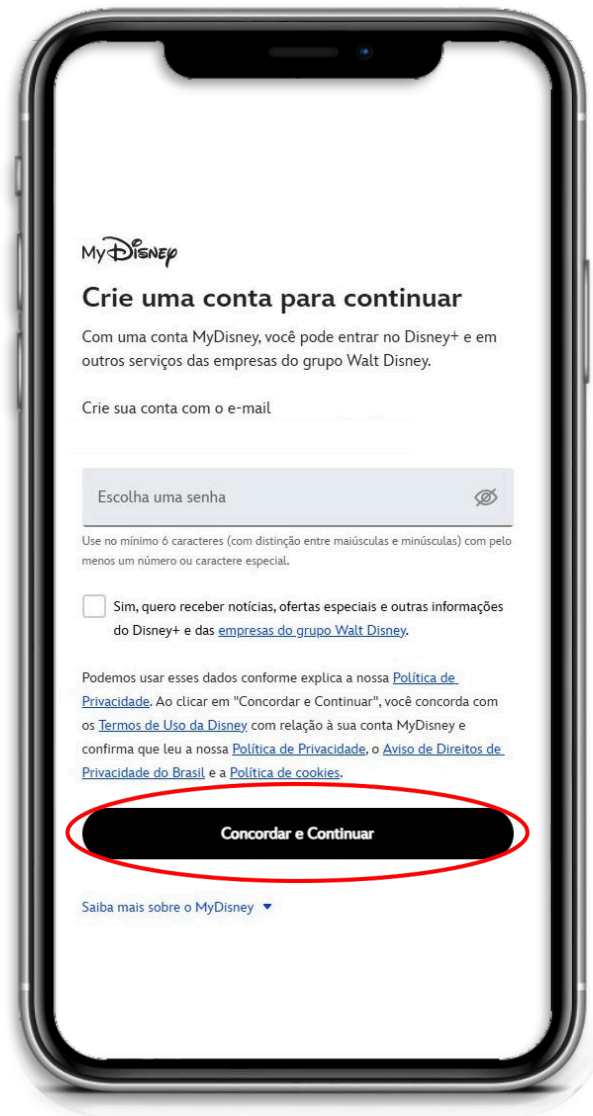 MyDisney
Crie uma conta para continuar
Com uma conta MyDisney, você pode entrar no Disney+ e em
outros serviços das empresas do grupo Walt Disney.
Crie sua conta com o e-mail
Escolha uma senha
Use no mínimo 6 caracteres (com distinção entre maiúsculas e minúsculas) com pelo
menos um número ou caractere especial.
Sim, quero receber notícias, ofertas especiais e outras informações
do Disney+ e das empresas do grupo Walt Disney.
Podemos usar esses dados conforme explica a nossa Política de
Privacidade. Ao clicar em "Concordar e Continuar", você concorda com
os Termos de Uso da Disney com relação à sua conta MyDisney e
confirma que leu a nossa Política de Privacidade, o Aviso de Direitos de
Privacidade do Brasil e a Política de cookies.
Concordar e Continuar
Saiba mais sobre o MyDisney